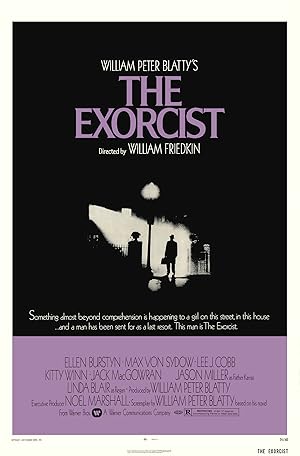 WILLIAM PETER BLATTY'S
THE
EXORCIST
Directed by WILLIAM FRIEDKIN
Something almost beyond comprehension is happening to a girl on this street, in this house
...and a man has been sent for as a last resort. This man is The Exorcist.
ELLEN BURSTYN · MAX VON SYDOW · LEE J. COBB
KITTY WINN · JACK MacGOWRAN JASON MILLER as Father Karras
LINDA BLAIR as Regan · Produced by WILLIAM PETER BLATTY
Executive Producer NOEL MARSHALL · Screenplay by WILLIAM PETER BLATTY based on his novel
From Warner Bros. A Warner Communications Company
R RESTRICTED
THE EXORCIST